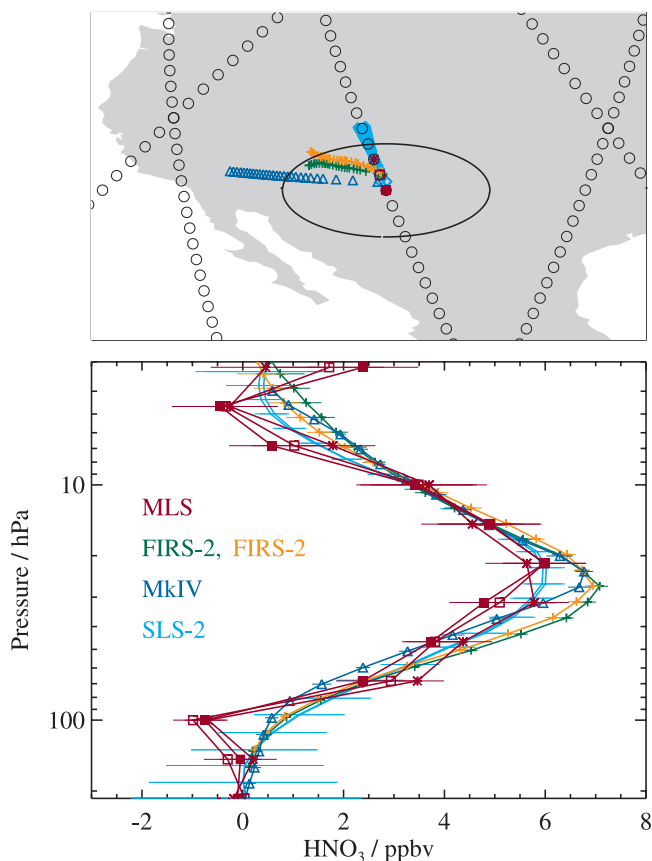 MLS
FIRS-2, FIRS-2
MkIV
SLS-2
10
100
Pressure / hPa
-2 0 2 4 6 8
HNO₃ / ppbv